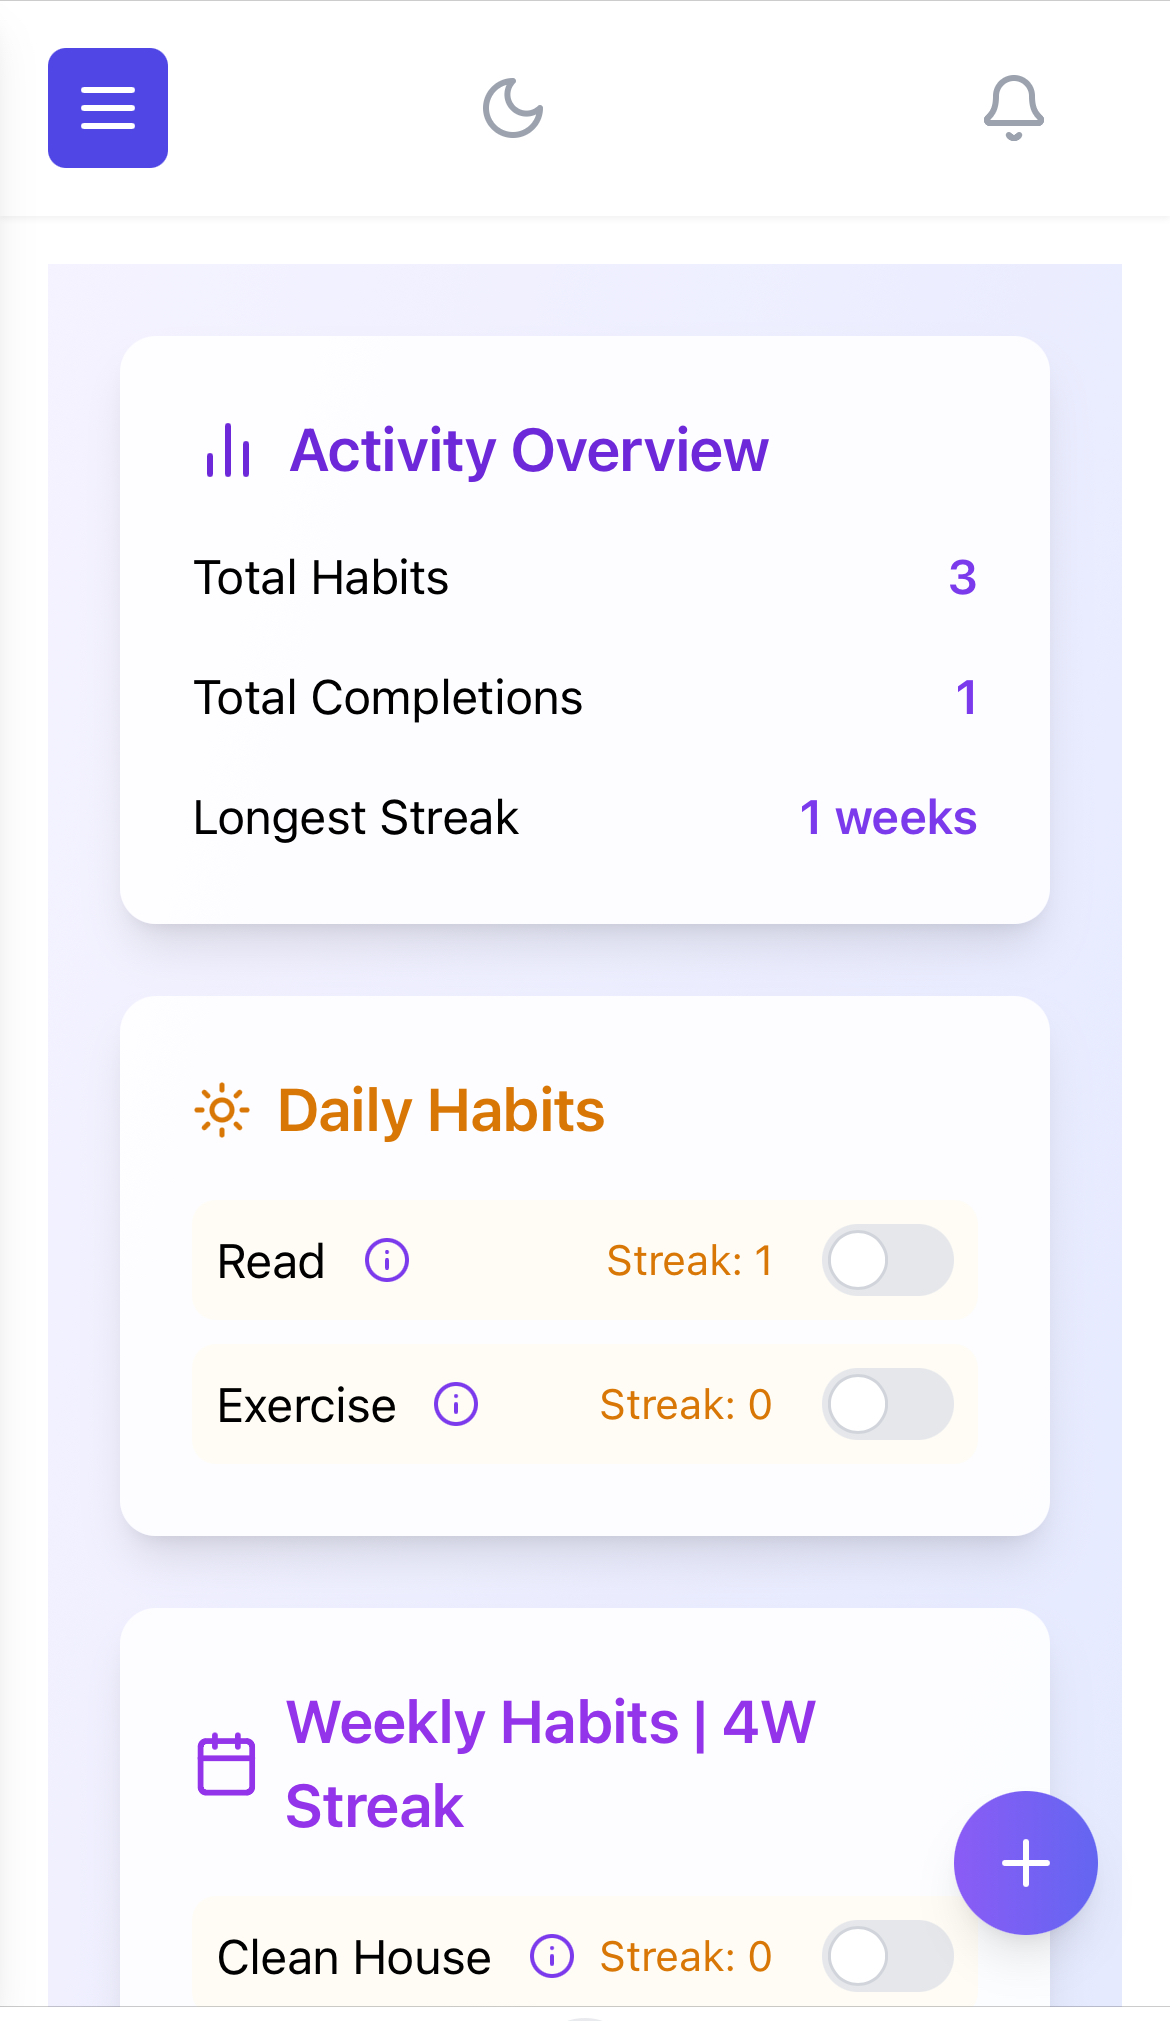 Activity Overview
Total Habits 3
Total Completions 1
Longest Streak 1 weeks
Daily Habits
Read Streak: 1
Exercise Streak: 0
Weekly Habits | 4W
Streak
Clean House Streak: 0